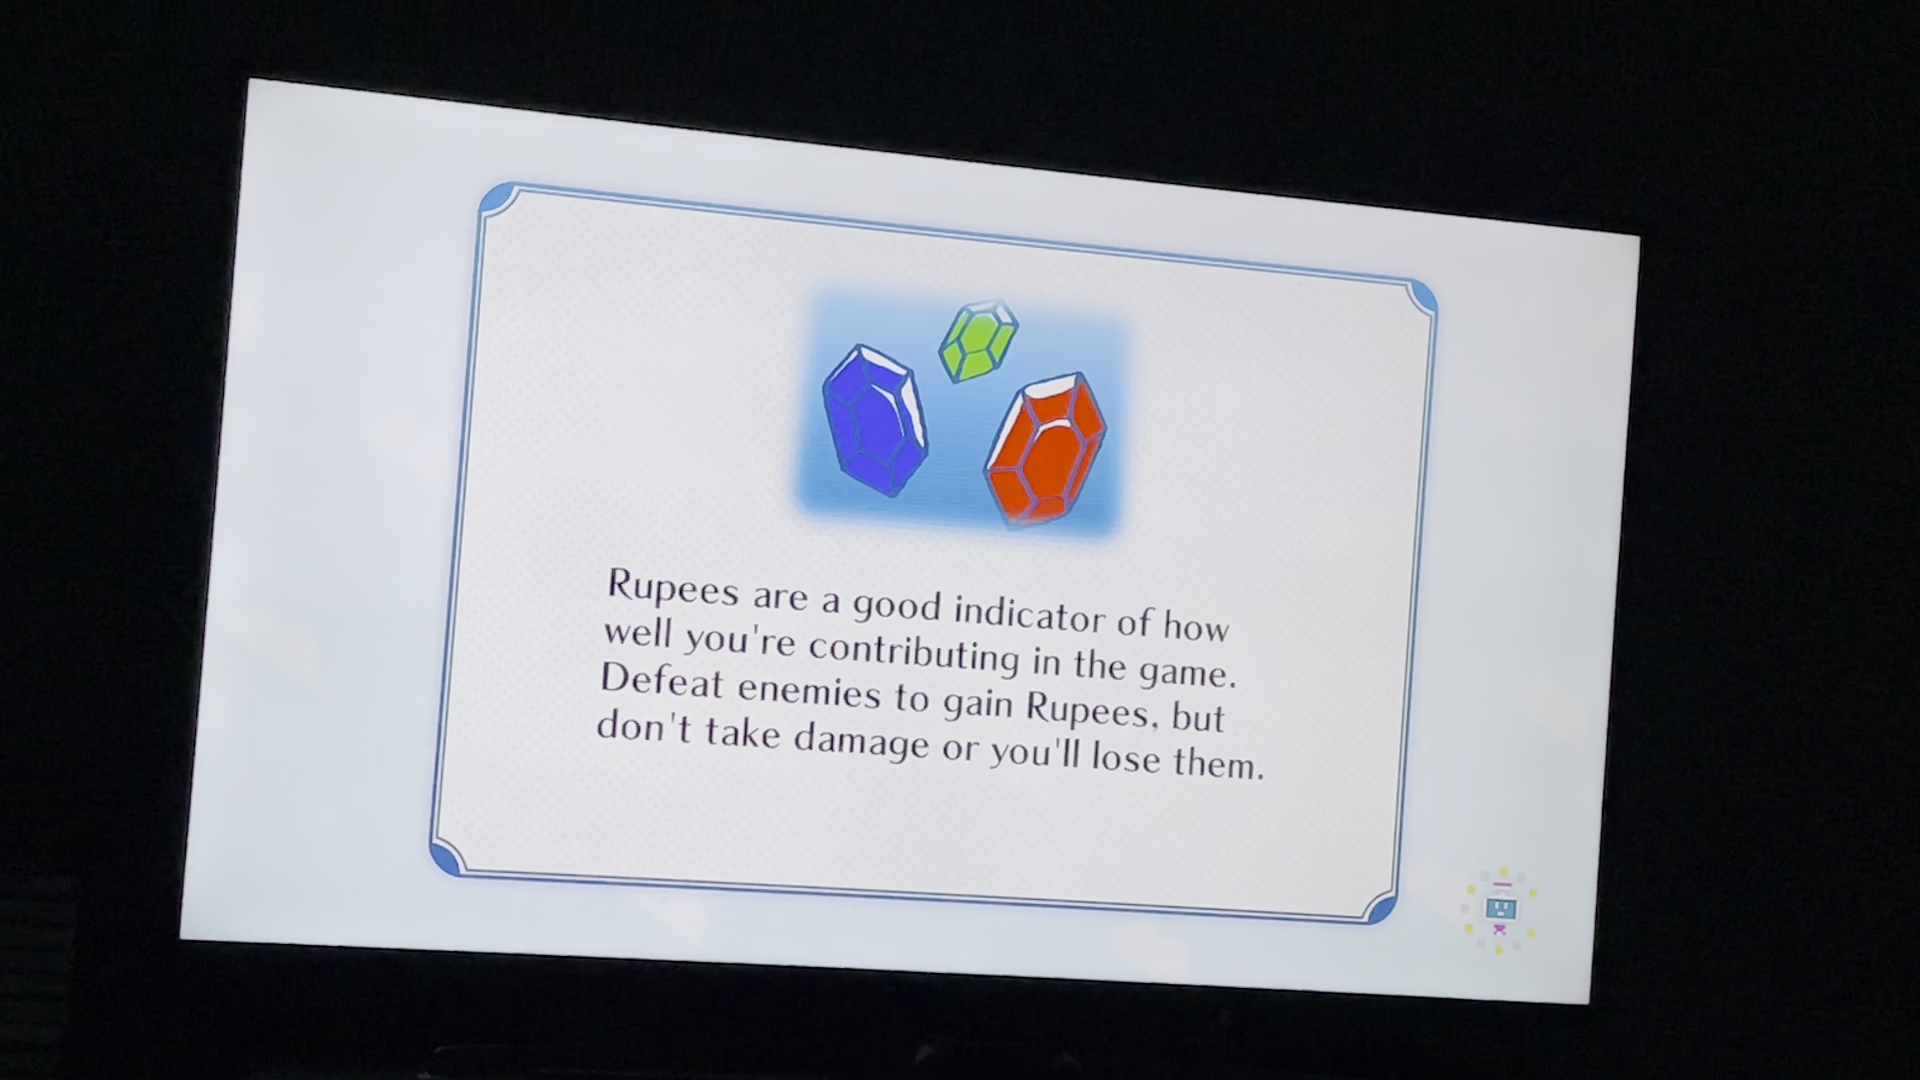 Rupees are a good indicator of how
well you're contributing in the game.
Defeat enemies to gain Rupees, but
don't take damage or you'll lose them.